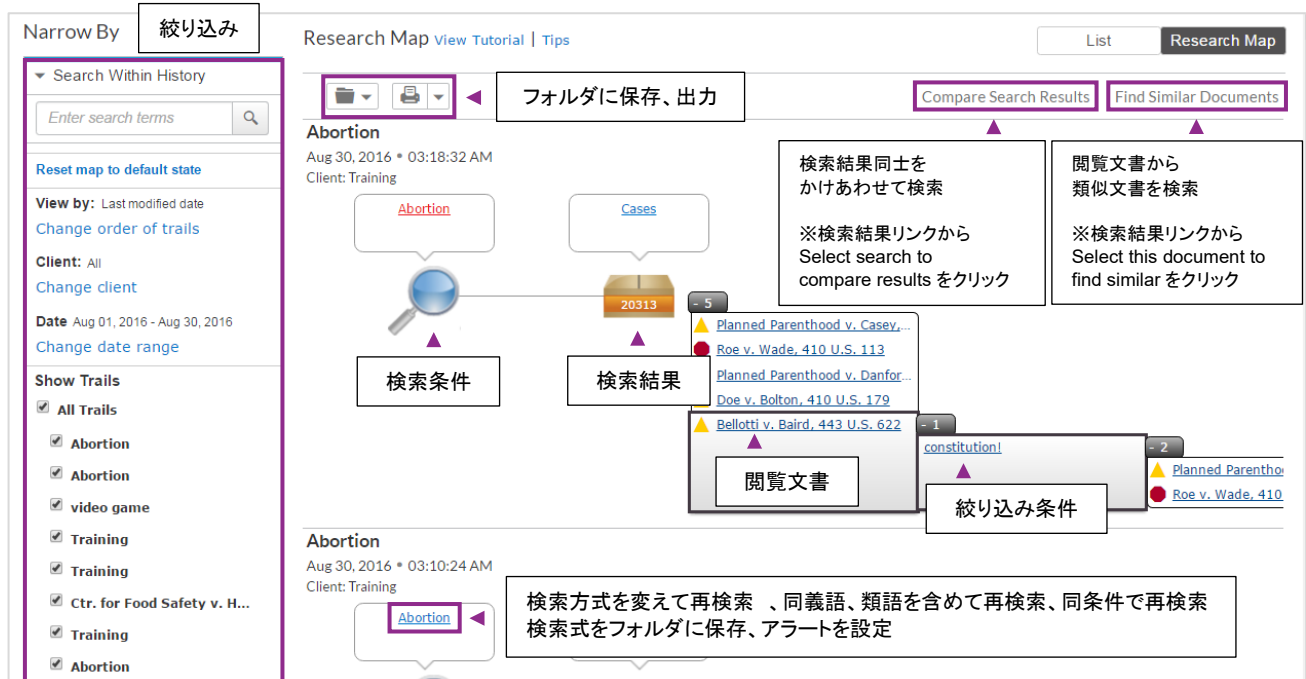 Narrow By
絞り込み
Search Within History
Enter search terms
Reset map to default state
View by: Last modified date
Change order of trails
Client: All
Change client
Date Aug 01, 2016 - Aug 30, 2016
Change date range
Show Trails
All Trails
Abortion
Abortion
video game
Training
Training
Ctr. for Food Safety v. H...
Training
Abortion
Research Map View Tutorial | Tips
List
Research Map
フォルダに保存、出力
Compare Search Results
Find Similar Documents
検索結果同士を
かけあわせて検索
※検索結果リンクから
Select search to
compare results をクリック
閲覧文書から
類似文書を検索
※検索結果リンクから
Select this document to
find similar をクリック
Abortion
Aug 30, 2016 • 03:18:32 AM
Client: Training
Abortion
Cases
20313
検索条件
検索結果
- 5
Planned Parenthood v. Casey,...
Roe v. Wade, 410 U.S. 113
Planned Parenthood v. Danfor...
Doe v. Bolton, 410 U.S. 179
Bellotti v. Baird, 443 U.S. 622
閲覧文書
- 1
constitution!
絞り込み条件
- 2
Planned Parentho
Roe v. Wade, 410
Abortion
Aug 30, 2016 • 03:10:24 AM
Client: Training
Abortion
検索方式を変えて再検索 、同義語、類語を含めて再検索、同条件で再検索
検索式をフォルダに保存、アラートを設定